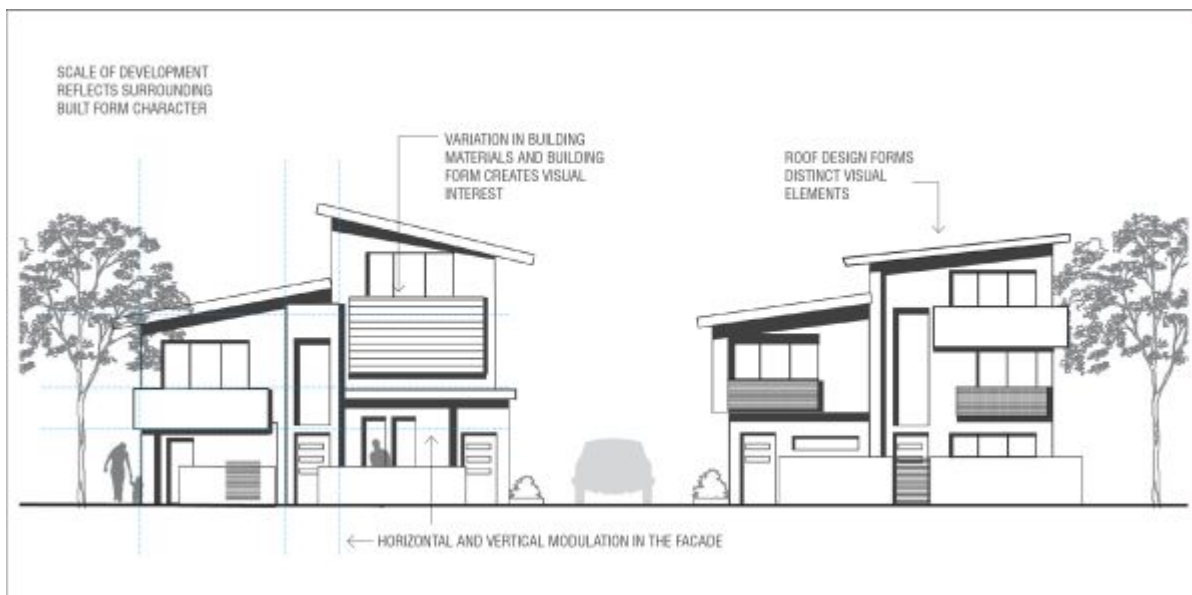 SCALE OF DEVELOPMENT
REFLECTS SURROUNDING
BUILT FORM CHARACTER
VARIATION IN BUILDING
MATERIALS AND BUILDING
FORM CREATES VISUAL
INTEREST
ROOF DESIGN FORMS
DISTINCT VISUAL
ELEMENTS
HORIZONTAL AND VERTICAL MODULATION IN THE FACADE